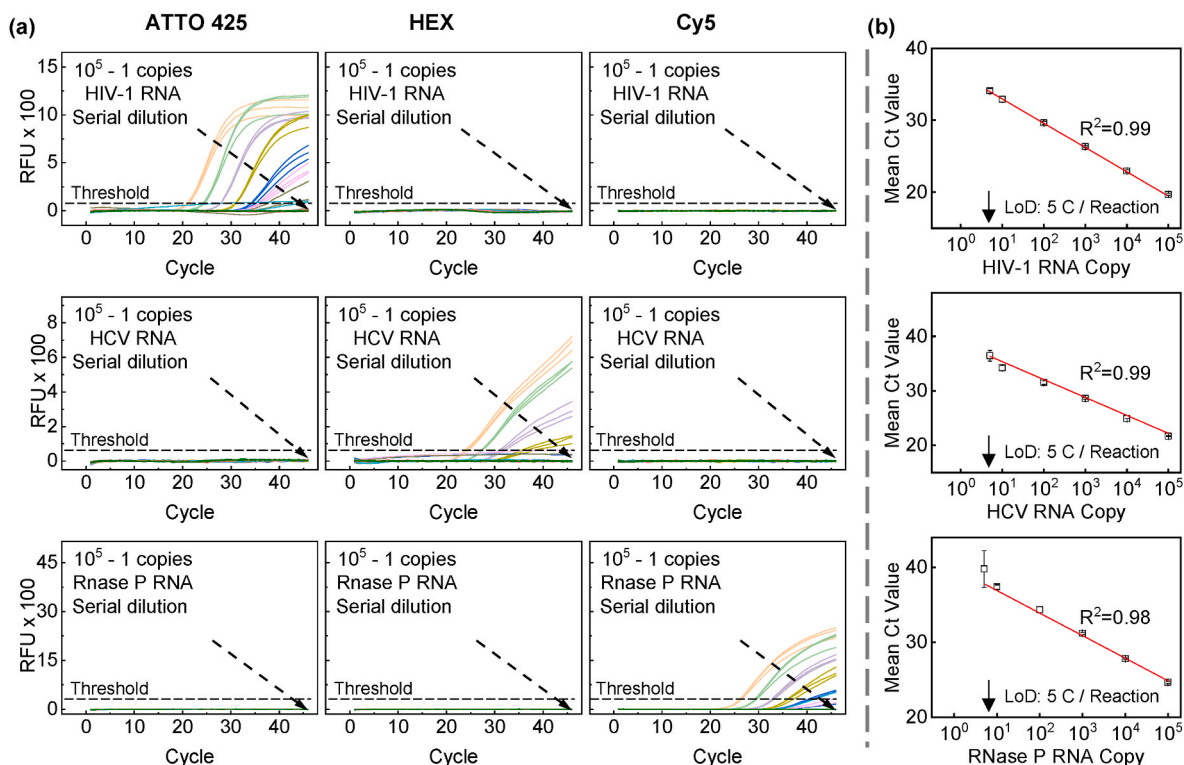 (a)
ATTO 425
HEX
Cy5
(b)
RFU x 100
15
10
5
0
10⁵ - 1 copies
HIV-1 RNA
Serial dilution
Threshold
0 10 20 30 40
Cycle
10⁵ - 1 copies
HIV-1 RNA
Serial dilution
Threshold
0 10 20 30 40
Cycle
10⁵ - 1 copies
HIV-1 RNA
Serial dilution
Threshold
0 10 20 30 40
Cycle
Mean Ct Value
40
30
20
R²=0.99
LoD: 5 C / Reaction
10⁰ 10¹ 10² 10³ 10⁴ 10⁵
HIV-1 RNA Copy
RFU x 100
8
6
4
2
0
10⁵ - 1 copies
HCV RNA
Serial dilution
Threshold
0 10 20 30 40
Cycle
10⁵ - 1 copies
HCV RNA
Serial dilution
Threshold
0 10 20 30 40
Cycle
10⁵ - 1 copies
HCV RNA
Serial dilution
Threshold
0 10 20 30 40
Cycle
Mean Ct Value
40
30
20
R²=0.99
LoD: 5 C / Reaction
10⁰ 10¹ 10² 10³ 10⁴ 10⁵
HCV RNA Copy
RFU x 100
45
30
15
0
10⁵ - 1 copies
Rnase P RNA
Serial dilution
Threshold
0 10 20 30 40
Cycle
10⁵ - 1 copies
Rnase P RNA
Serial dilution
Threshold
0 10 20 30 40
Cycle
10⁵ - 1 copies
Rnase P RNA
Serial dilution
Threshold
0 10 20 30 40
Cycle
Mean Ct Value
40
30
20
R²=0.98
LoD: 5 C / Reaction
10⁰ 10¹ 10² 10³ 10⁴ 10⁵
RNase P RNA Copy